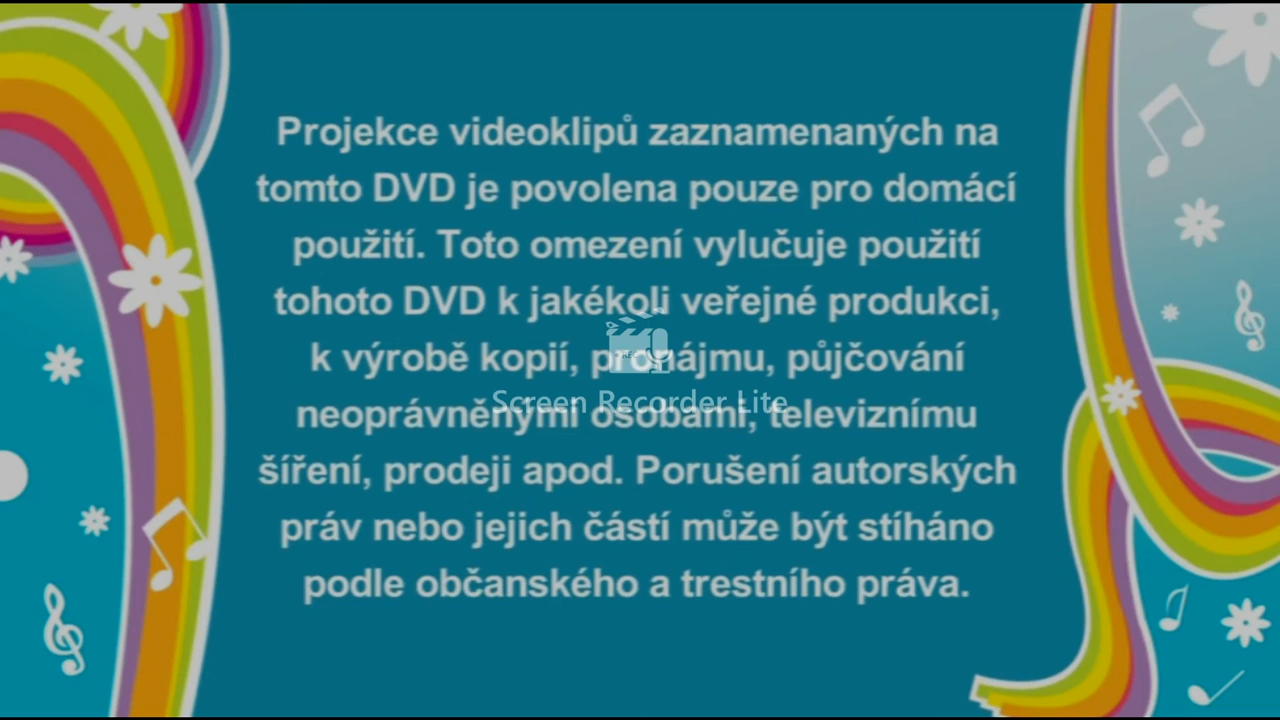 Projekce videoklipů zaznamenaných na
tomto DVD je povolena pouze pro domácí
použití. Toto omezení vylučuje použití
tohoto DVD k jakékoli veřejné produkci,
k výrobě kopií, pronájmu, půjčování
REC
Screen Recorder Lite
neoprávněnými osobami, televiznímu
šíření, prodeji apod. Porušení autorských
práv nebo jejich částí může být stíháno
podle občanského a trestního práva.